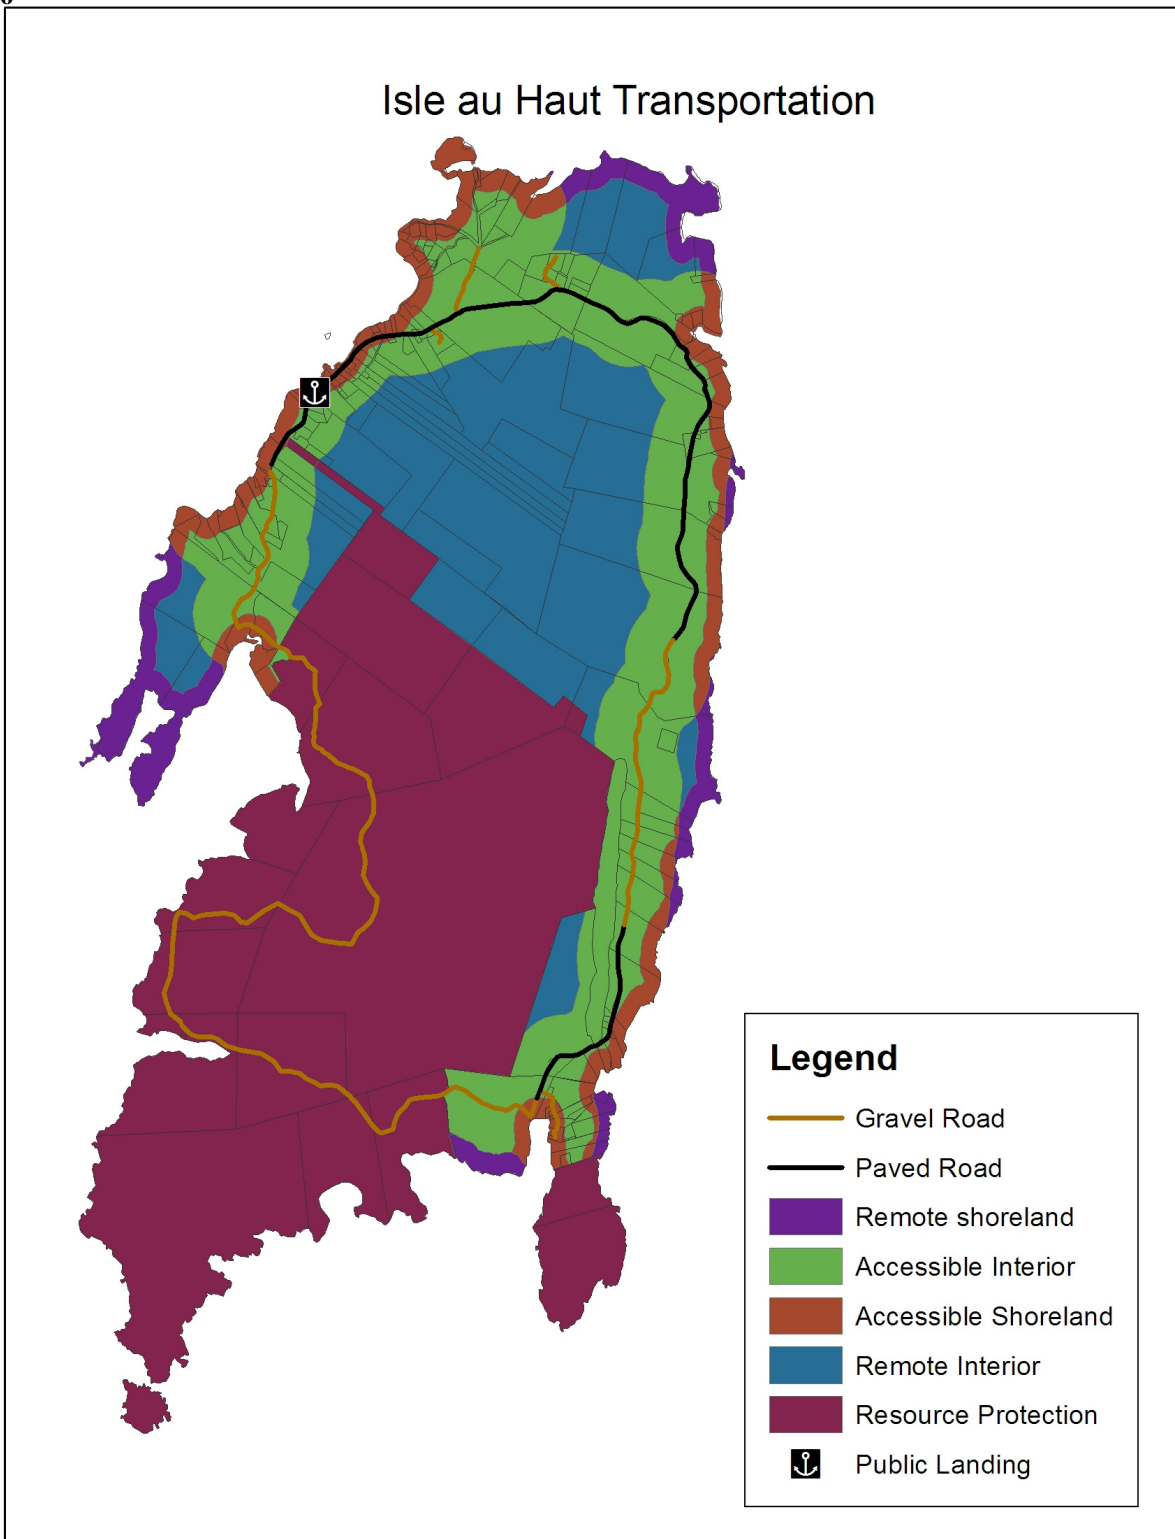 Isle au Haut Transportation
Legend
Gravel Road
Paved Road
Remote shoreland
Accessible Interior
Accessible Shoreland
Remote Interior
Resource Protection
Public Landing